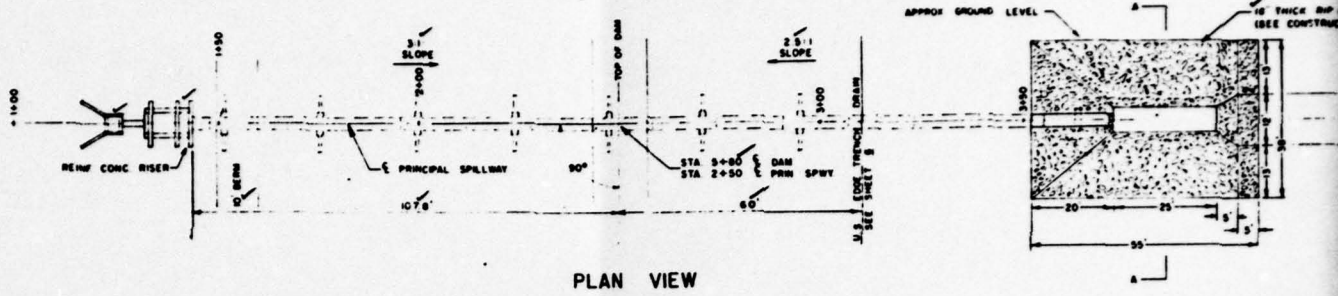 APPROX GROUND LEVEL
A
18" THICK RIP
(SEE CONSTRUC
1+00
1+50
3:1
SLOPE
2+00
TOP OF DAM
2.5:1
SLOPE
3+00
3+50
REINF CONC RISER
10' BERM
℄ PRINCIPAL SPILLWAY
90°
STA 5+80 ℄ DAM
STA 2+50 ℄ PRIN SPWY
U.S. EDGE TRENCH DRAIN
SEE SHEET 9
107.8'
60'
13'
12'
13'
38'
20'
25'
5'
5'
55'
A
PLAN VIEW